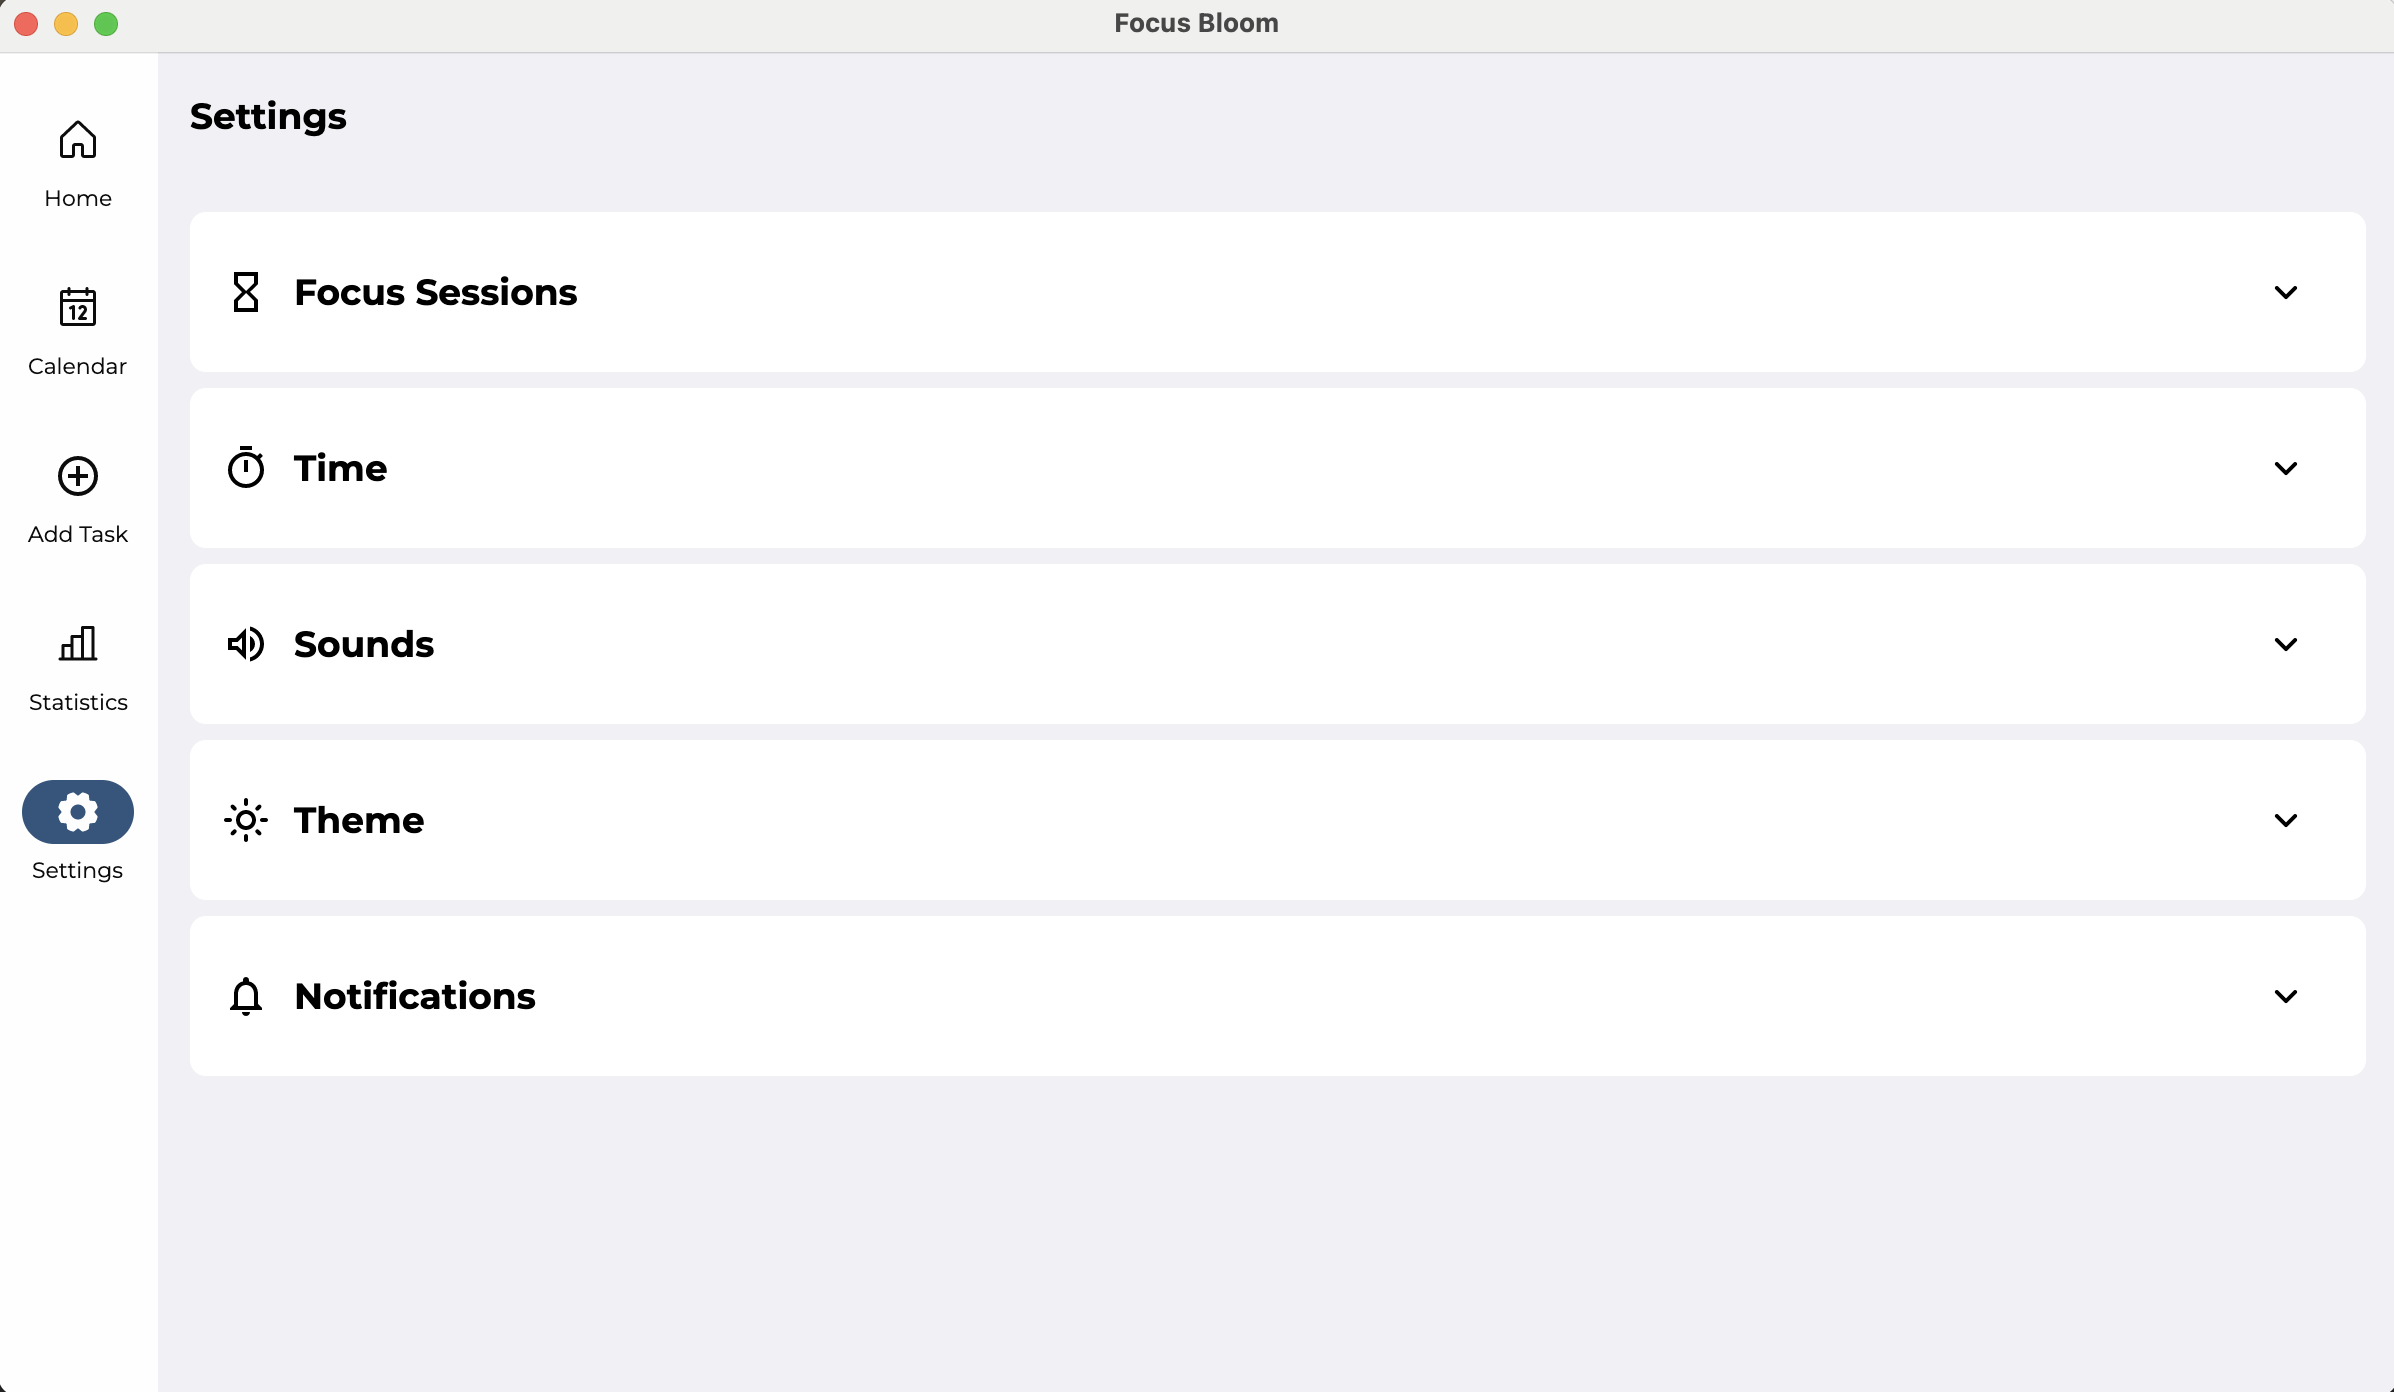 Focus Bloom
Home
12
Calendar
Add Task
Statistics
Settings
Settings
Focus Sessions
Time
Sounds
Theme
Notifications